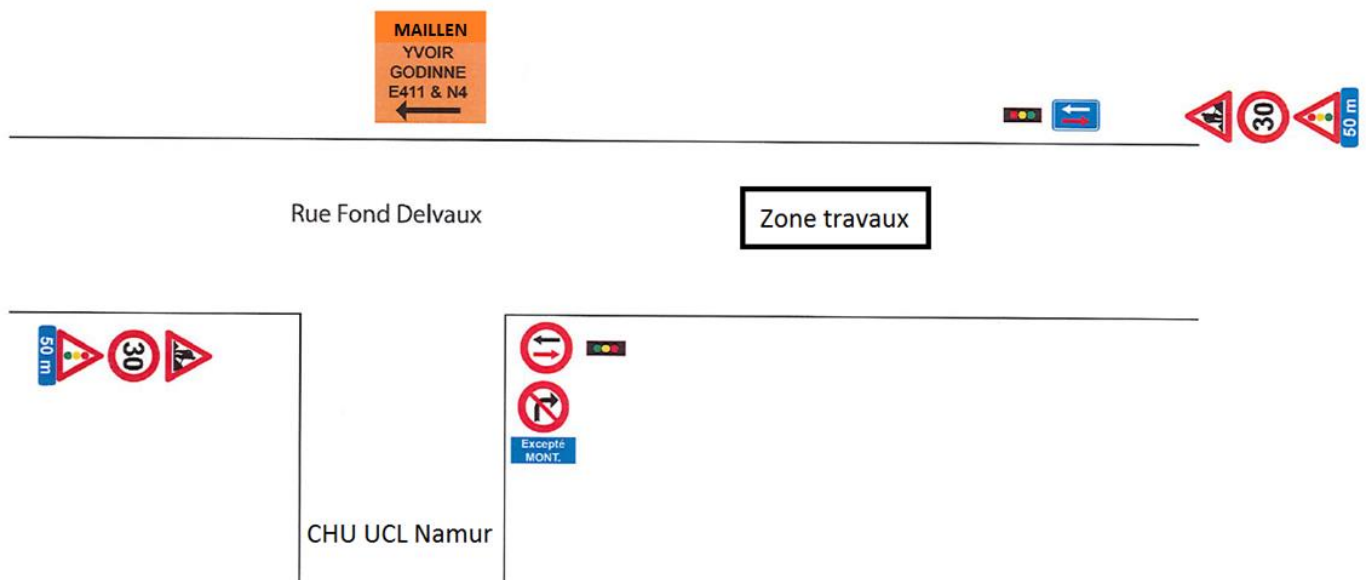 MAILLEN
YVOIR
GODINNE
E411 & N4
30
50 m
Rue Fond Delvaux
Zone travaux
50 m
30
Excepté
MONT.
CHU UCL Namur